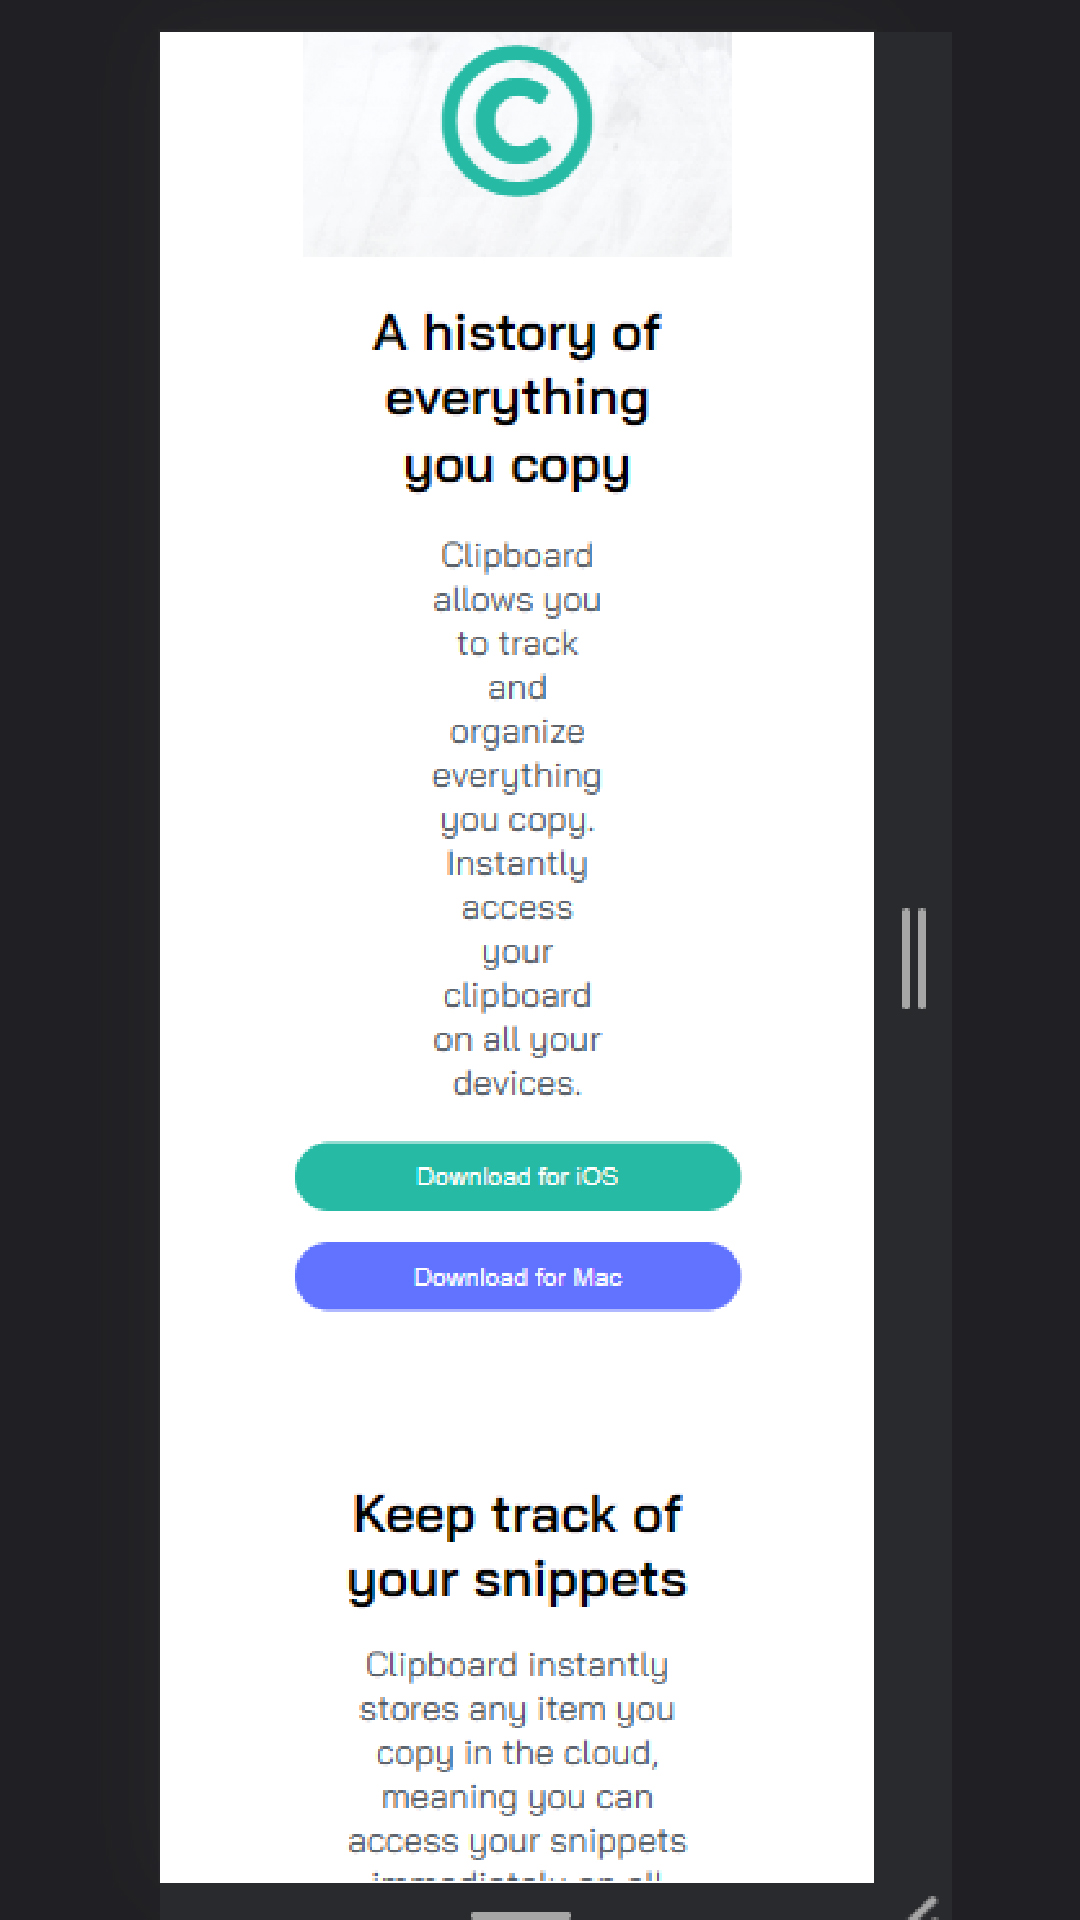 ©
A history of
everything
you copy
Clipboard
allows you
to track
and
organize
everything
you copy.
Instantly
access
your
clipboard
on all your
devices.
Download for iOS
Download for Mac
Keep track of
your snippets
Clipboard instantly
stores any item you
copy in the cloud,
meaning you can
access your snippets